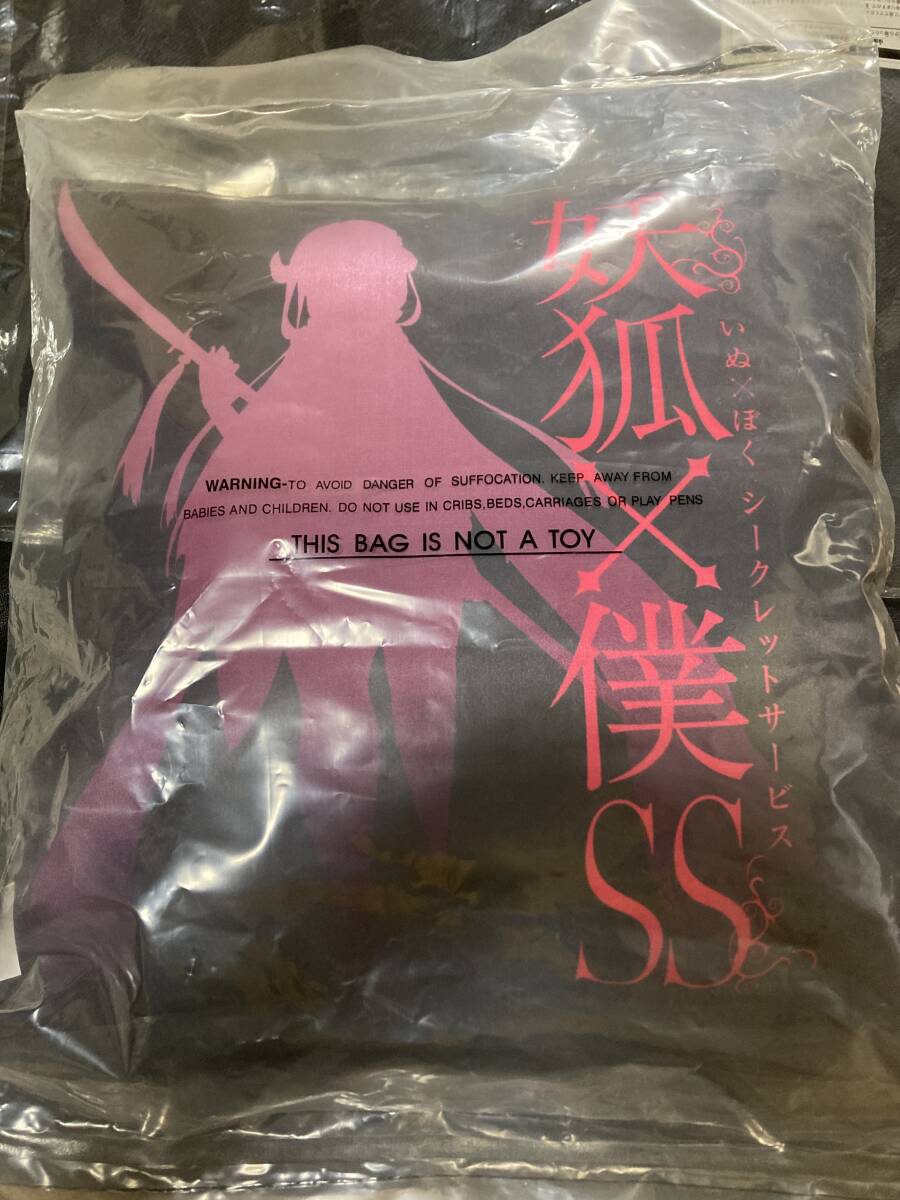 妖狐×僕SS
いぬ×ぼく シークレットサービス
WARNING-TO AVOID DANGER OF SUFFOCATION. KEEP AWAY FROM
BABIES AND CHILDREN. DO NOT USE IN CRIBS,BEDS,CARRIAGES OR PLAY PENS
THIS BAG IS NOT A TOY